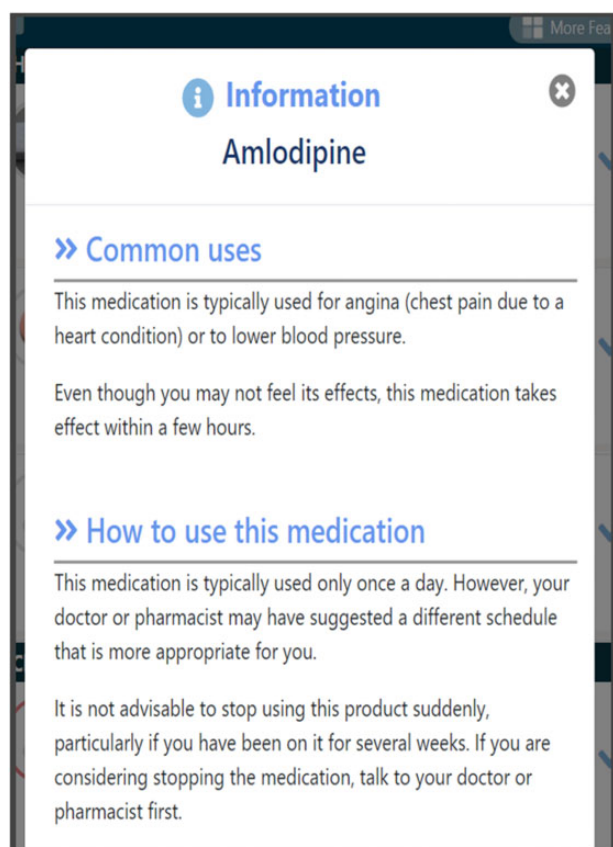 More Fea
Information
Amlodipine
» Common uses
This medication is typically used for angina (chest pain due to a
heart condition) or to lower blood pressure.
Even though you may not feel its effects, this medication takes
effect within a few hours.
» How to use this medication
This medication is typically used only once a day. However, your
doctor or pharmacist may have suggested a different schedule
that is more appropriate for you.
It is not advisable to stop using this product suddenly,
particularly if you have been on it for several weeks. If you are
considering stopping the medication, talk to your doctor or
pharmacist first.